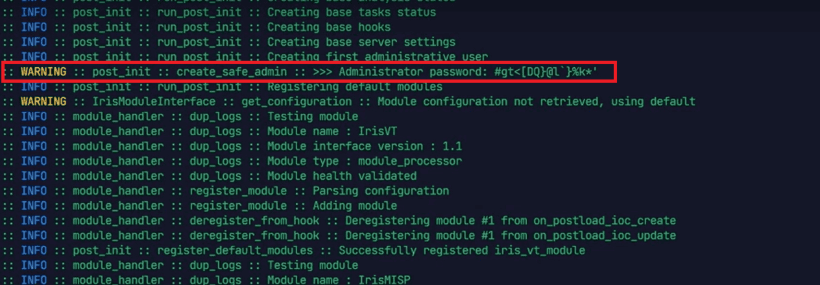 :: INFO :: post_init :: run_post_init :: Creating base tasks status
:: INFO :: post_init :: run_post_init :: Creating base hooks
:: INFO :: post_init :: run_post_init :: Creating base server settings
:: INFO :: post_init :: run_post_init :: Creating first administrative user
:: WARNING :: post_init :: create_safe_admin :: >>> Administrator password: #gt<[DQ}@l`}%k*'
:: INFO :: post_init :: run_post_init :: Registering default modules
:: WARNING :: IrisModuleInterface :: get_configuration :: Module configuration not retrieved, using default
:: INFO :: module_handler :: dup_logs :: Testing module
:: INFO :: module_handler :: dup_logs :: Module name : IrisVT
:: INFO :: module_handler :: dup_logs :: Module interface version : 1.1
:: INFO :: module_handler :: dup_logs :: Module type : module_processor
:: INFO :: module_handler :: dup_logs :: Module health validated
:: INFO :: module_handler :: register_module :: Parsing configuration
:: INFO :: module_handler :: register_module :: Adding module
:: INFO :: module_handler :: deregister_from_hook :: Deregistering module #1 from on_postload_ioc_create
:: INFO :: module_handler :: deregister_from_hook :: Deregistering module #1 from on_postload_ioc_update
:: INFO :: post_init :: register_default_modules :: Successfully registered iris_vt_module
:: INFO :: module_handler :: dup_logs :: Testing module
:: INFO :: module_handler :: dup_logs :: Module name : IrisMISP